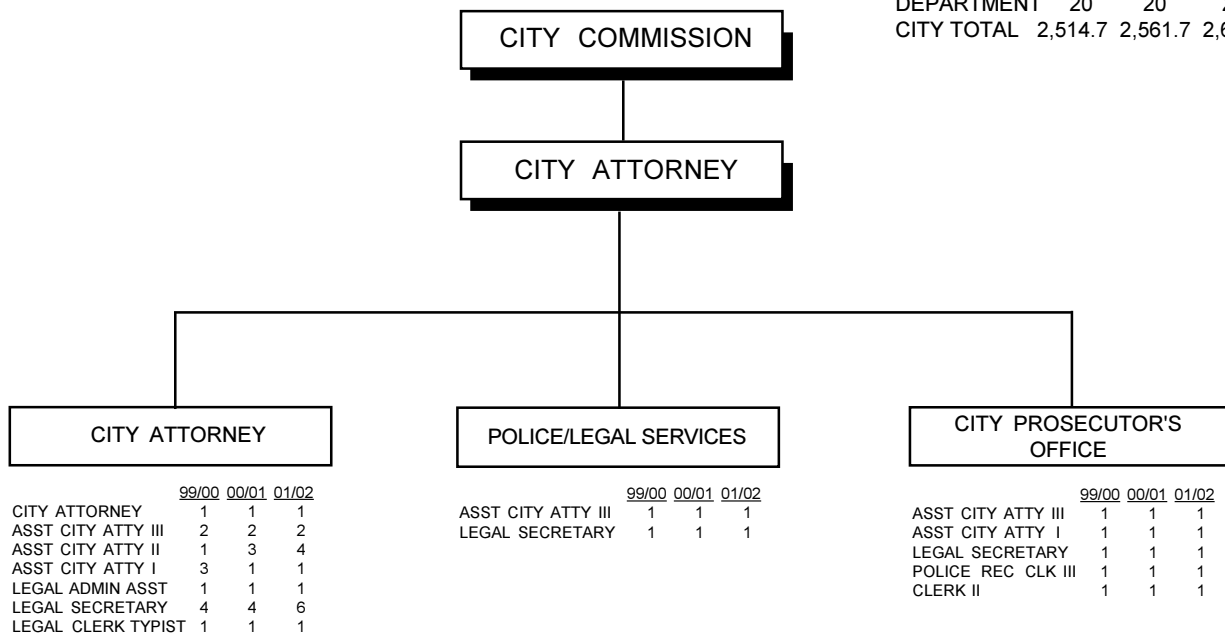 DEPARTMENT 20 20
CITY TOTAL 2,514.7 2,561.7
CITY COMMISSION
CITY ATTORNEY
CITY ATTORNEY
99/00 00/01 01/02
CITY ATTORNEY 1 1 1
ASST CITY ATTY III 2 2 2
ASST CITY ATTY II 1 3 4
ASST CITY ATTY I 3 1 1
LEGAL ADMIN ASST 1 1 1
LEGAL SECRETARY 4 4 6
LEGAL CLERK TYPIST 1 1 1
POLICE/LEGAL SERVICES
99/00 00/01 01/02
ASST CITY ATTY III 1 1 1
LEGAL SECRETARY 1 1 1
CITY PROSECUTOR'S
OFFICE
99/00 00/01 01/02
ASST CITY ATTY III 1 1 1
ASST CITY ATTY I 1 1 1
LEGAL SECRETARY 1 1 1
POLICE REC CLK III 1 1 1
CLERK II 1 1 1